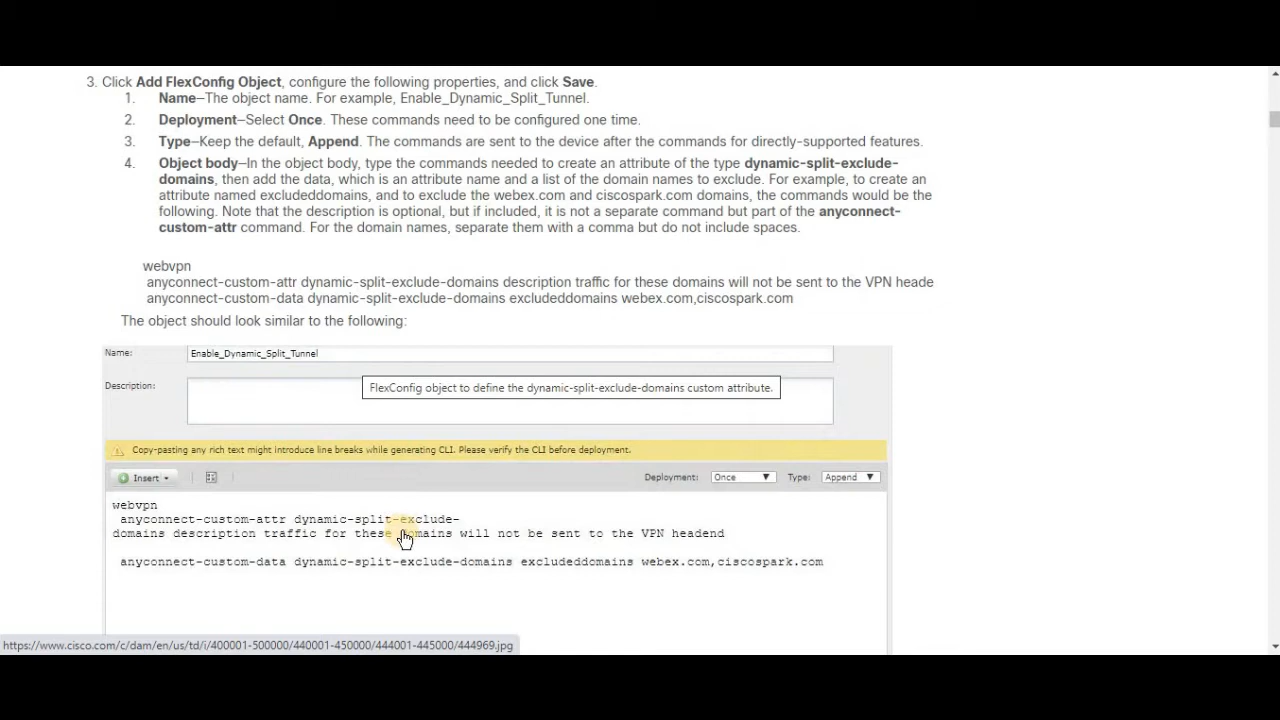 3. Click Add FlexConfig Object, configure the following properties, and click Save.
1. Name—The object name. For example, Enable_Dynamic_Split_Tunnel.
2. Deployment—Select Once. These commands need to be configured one time.
3. Type—Keep the default, Append. The commands are sent to the device after the commands for directly-supported features.
4. Object body—In the object body, type the commands needed to create an attribute of the type dynamic-split-exclude-
domains, then add the data, which is an attribute name and a list of the domain names to exclude. For example, to create an
attribute named excludeddomains, and to exclude the webex.com and ciscospark.com domains, the commands would be the
following. Note that the description is optional, but if included, it is not a separate command but part of the anyconnect-
custom-attr command. For the domain names, separate them with a comma but do not include spaces.
webvpn
anyconnect-custom-attr dynamic-split-exclude-domains description traffic for these domains will not be sent to the VPN heade
anyconnect-custom-data dynamic-split-exclude-domains excludeddomains webex.com,ciscospark.com
The object should look similar to the following:
Name: Enable_Dynamic_Split_Tunnel
Description:
FlexConfig object to define the dynamic-split-exclude-domains custom attribute.
Copy-pasting any rich text might introduce line breaks while generating CLI. Please verify the CLI before deployment.
Insert Deployment: Once Type: Append
webvpn
anyconnect-custom-attr dynamic-split-exclude-
domains description traffic for these domains will not be sent to the VPN headend
anyconnect-custom-data dynamic-split-exclude-domains excludeddomains webex.com,ciscospark.com
https://www.cisco.com/c/dam/en/us/td/i/400001-500000/440001-450000/444001-445000/444969.jpg